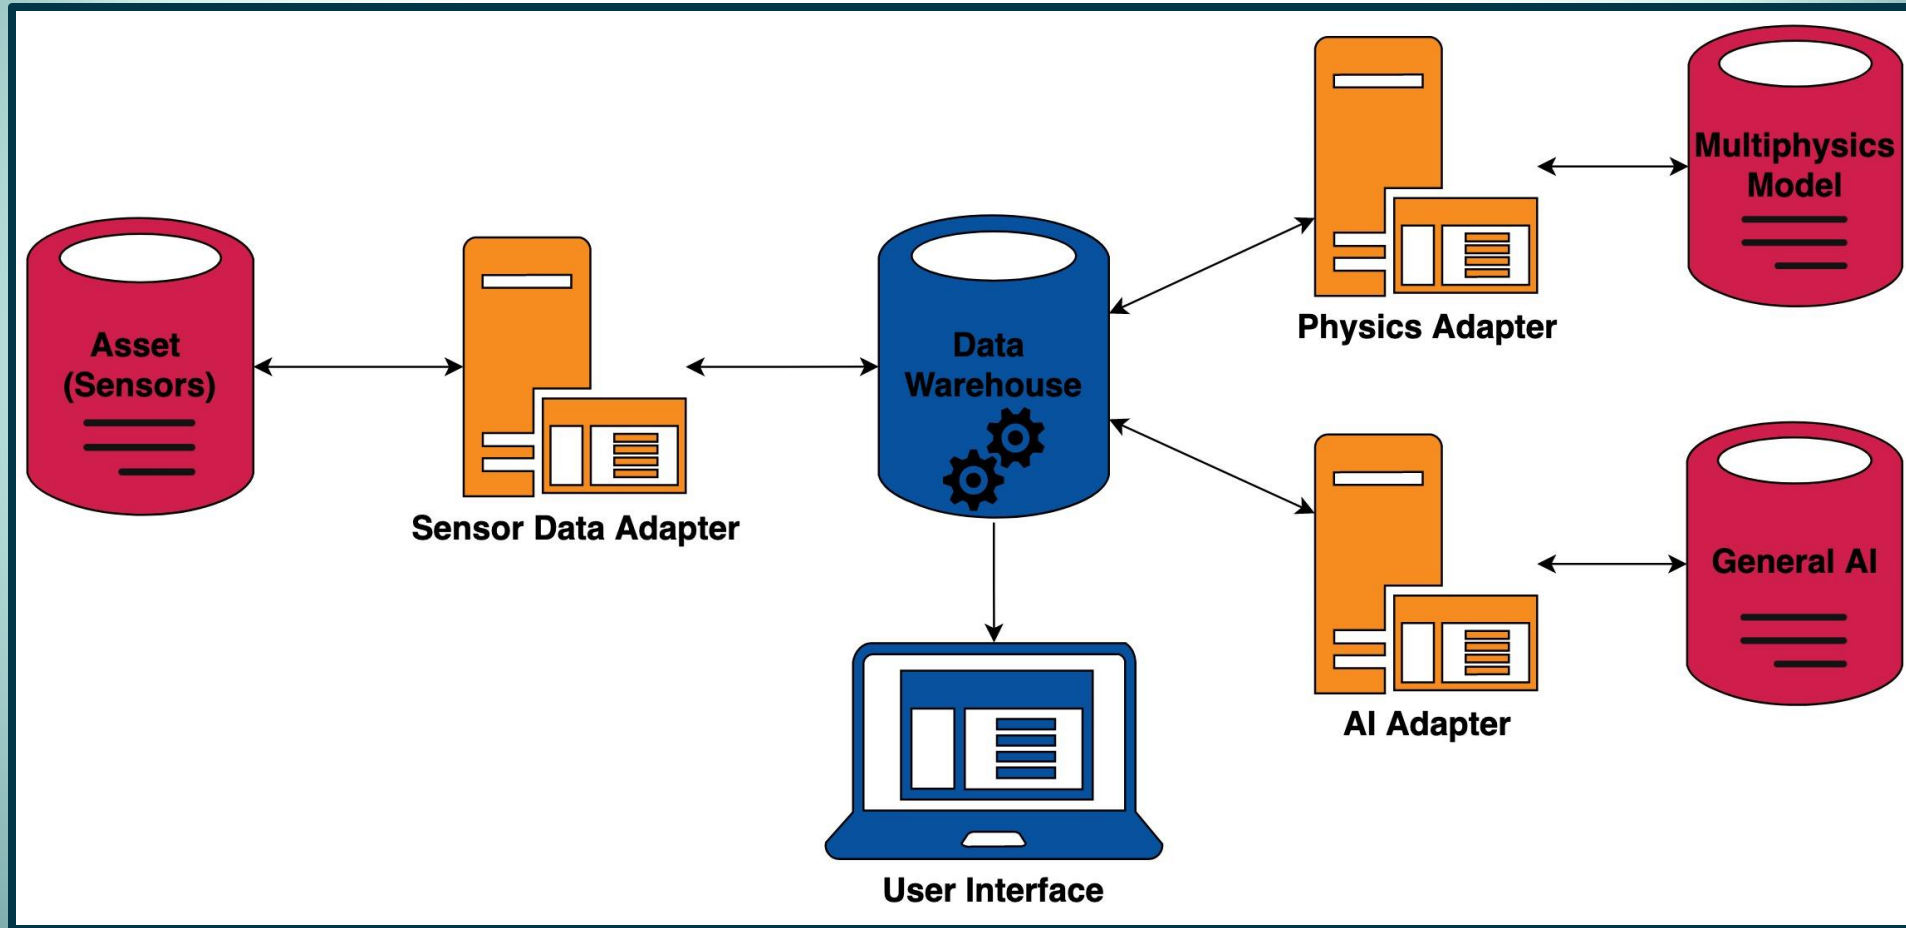 Asset
(Sensors)
Sensor Data Adapter
Data
Warehouse
User Interface
Physics Adapter
Multiphysics
Model
AI Adapter
General AI